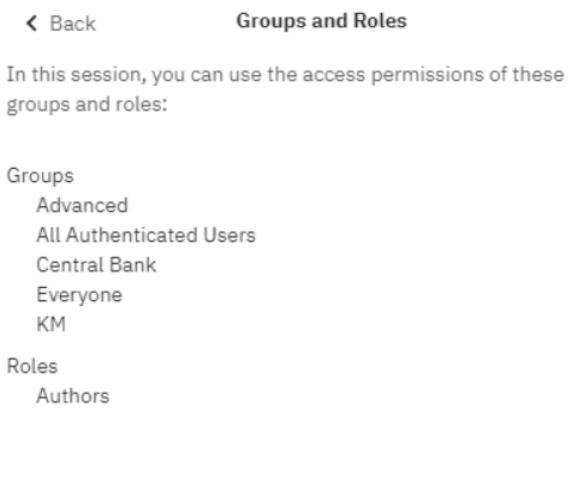 Back
Groups and Roles
In this session, you can use the access permissions of these
groups and roles:
Groups
Advanced
All Authenticated Users
Central Bank
Everyone
KM
Roles
Authors